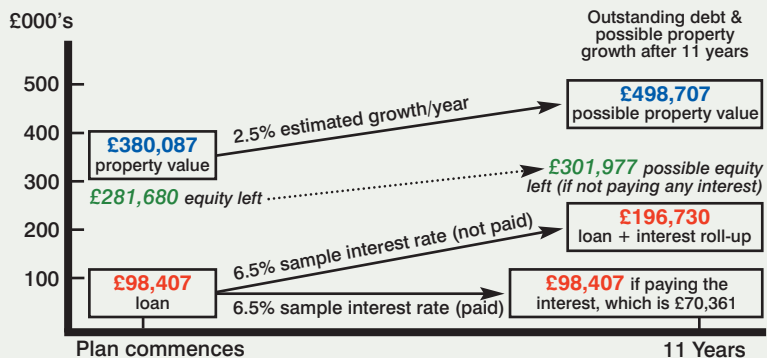 £000’s
Outstanding debt &
possible property
growth after 11 years
500
400
300
200
100
£380,087
property value
2.5% estimated growth/year
£498,707
possible property value
£281,680 equity left
£301,977 possible equity
left (if not paying any interest)
£98,407
loan
6.5% sample interest rate (not paid)
£196,730
loan + interest roll-up
6.5% sample interest rate (paid)
£98,407 if paying the
interest, which is £70,361
Plan commences
11 Years